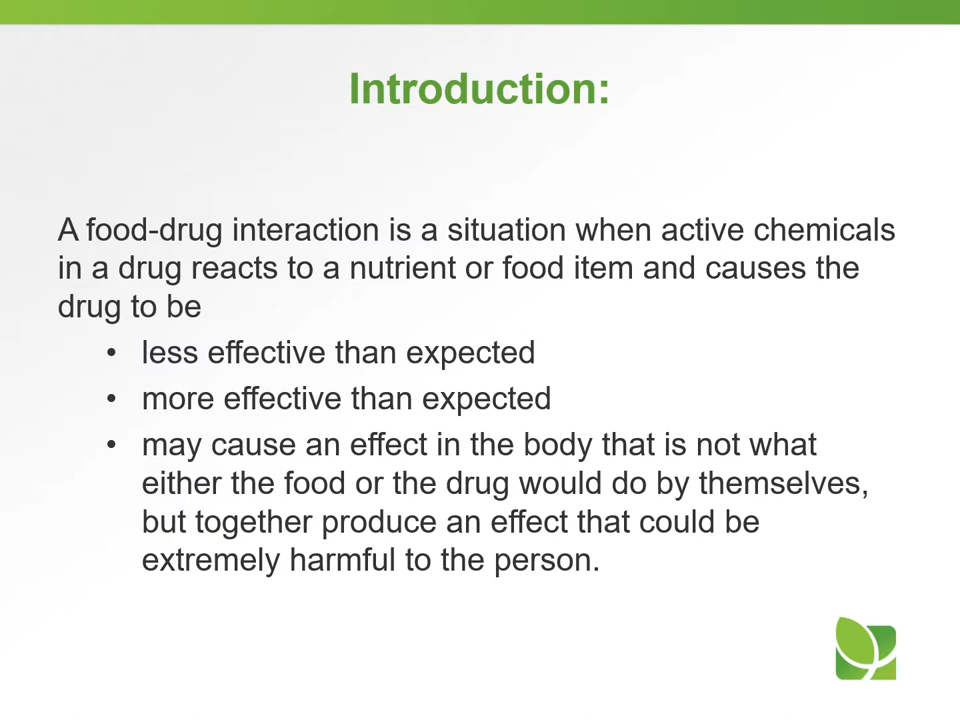 Introduction:
A food-drug interaction is a situation when active chemicals
in a drug reacts to a nutrient or food item and causes the
drug to be
• less effective than expected
• more effective than expected
• may cause an effect in the body that is not what
either the food or the drug would do by themselves,
but together produce an effect that could be
extremely harmful to the person.